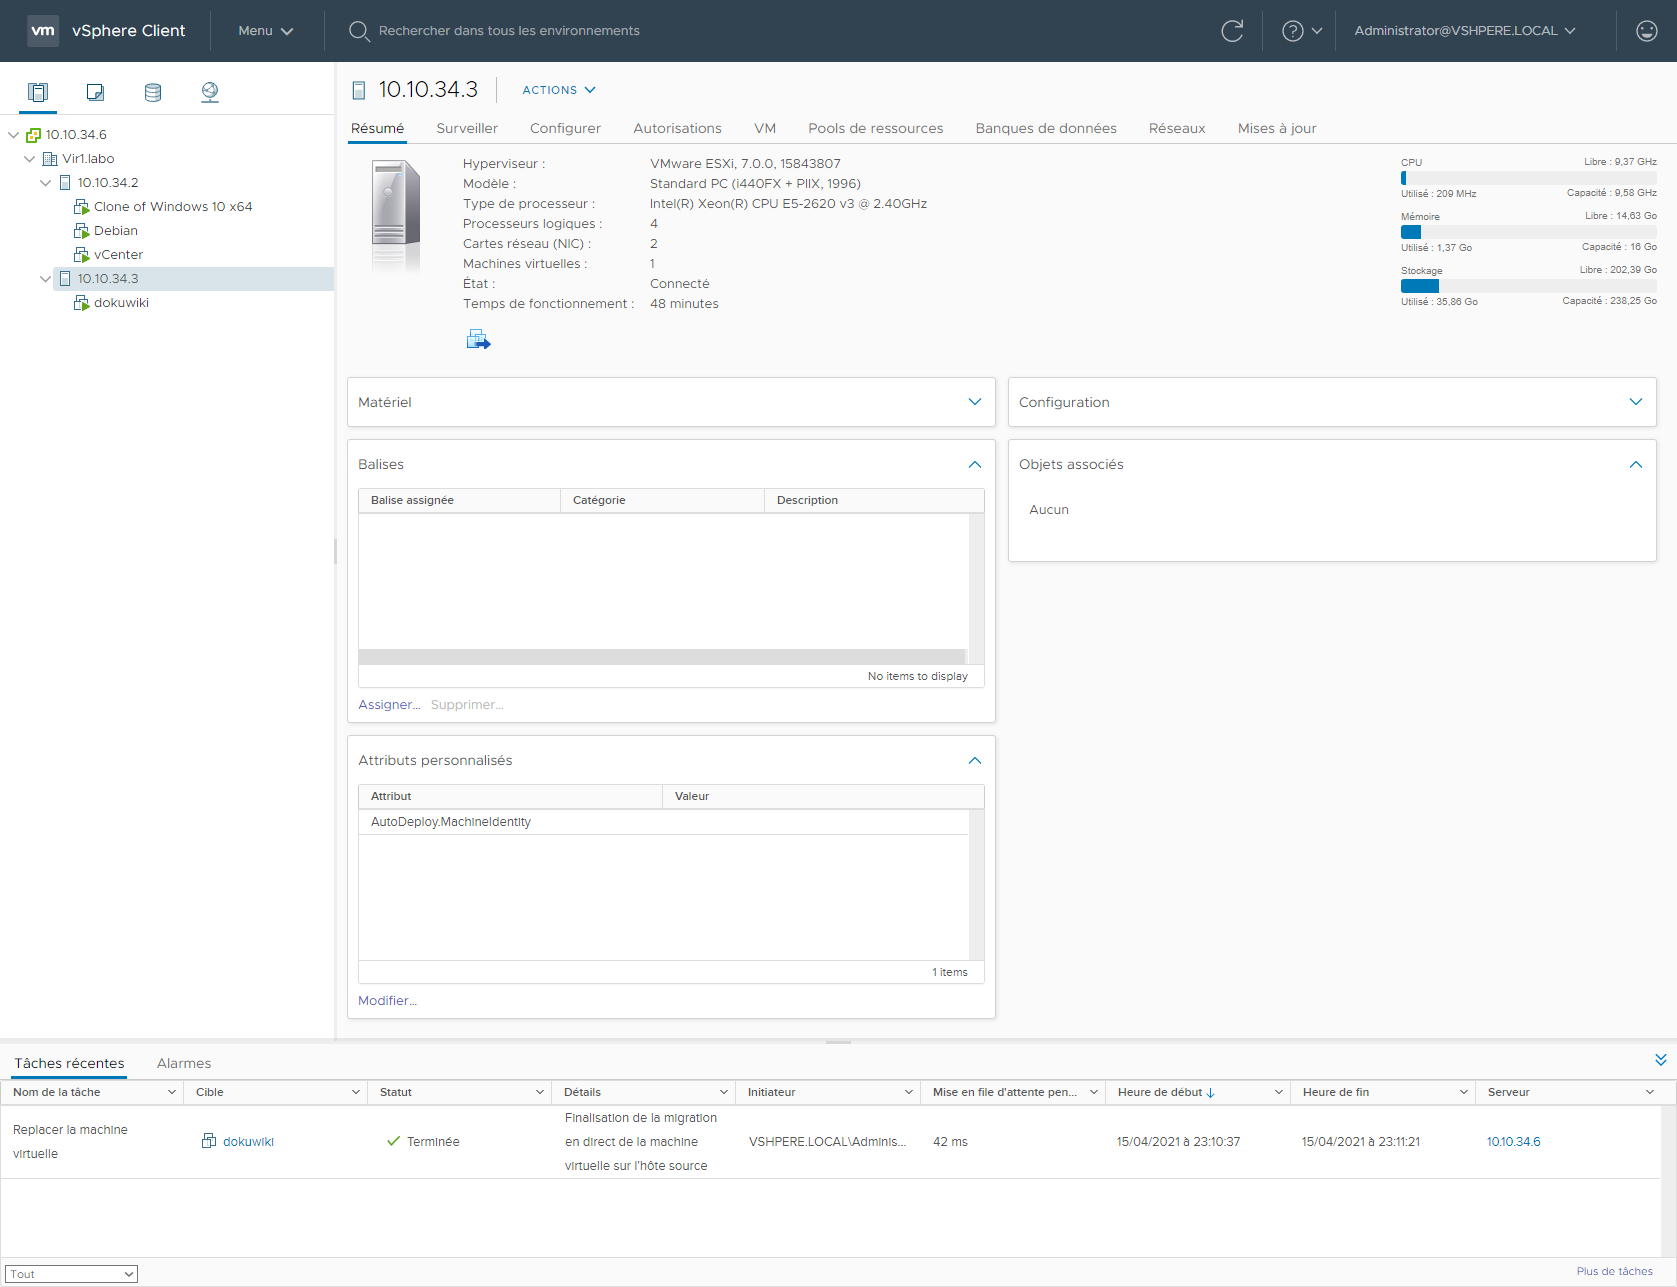 vm vSphere Client Menu Rechercher dans tous les environnements ? Administrator@VSHPERE.LOCAL
10.10.34.6
Vir1.labo
10.10.34.2
Clone of Windows 10 x64
Debian
vCenter
10.10.34.3
dokuwiki
10.10.34.3 ACTIONS
Résumé Surveiller Configurer Autorisations VM Pools de ressources Banques de données Réseaux Mises à jour
Hyperviseur : VMware ESXi, 7.0.0, 15843807
Modèle : Standard PC (i440FX + PIIX, 1996)
Type de processeur : Intel(R) Xeon(R) CPU E5-2620 v3 @ 2.40GHz
Processeurs logiques : 4
Cartes réseau (NIC) : 2
Machines virtuelles : 1
État : Connecté
Temps de fonctionnement : 48 minutes
CPU Libre : 9,37 GHz
Utilisé : 209 MHz Capacité : 9,58 GHz
Mémoire Libre : 14,63 Go
Utilisé : 1,37 Go Capacité : 16 Go
Stockage Libre : 202,39 Go
Utilisé : 35,86 Go Capacité : 238,25 Go
Matériel
Configuration
Balises
Balise assignée Catégorie Description
No items to display
Assigner... Supprimer...
Objets associés
Aucun
Attributs personnalisés
Attribut Valeur
AutoDeploy.MachineIdentity
1 items
Modifier...
Tâches récentes Alarmes
Nom de la tâche Cible Statut Détails Initiateur Mise en file d'attente pen... Heure de début Heure de fin Serveur
Replacer la machine virtuelle dokuwiki Terminée Finalisation de la migration en direct de la machine virtuelle sur l'hôte source VSHPERE.LOCAL\Adminis... 42 ms 15/04/2021 à 23:10:37 15/04/2021 à 23:11:21 10.10.34.6
Tout Plus de tâches